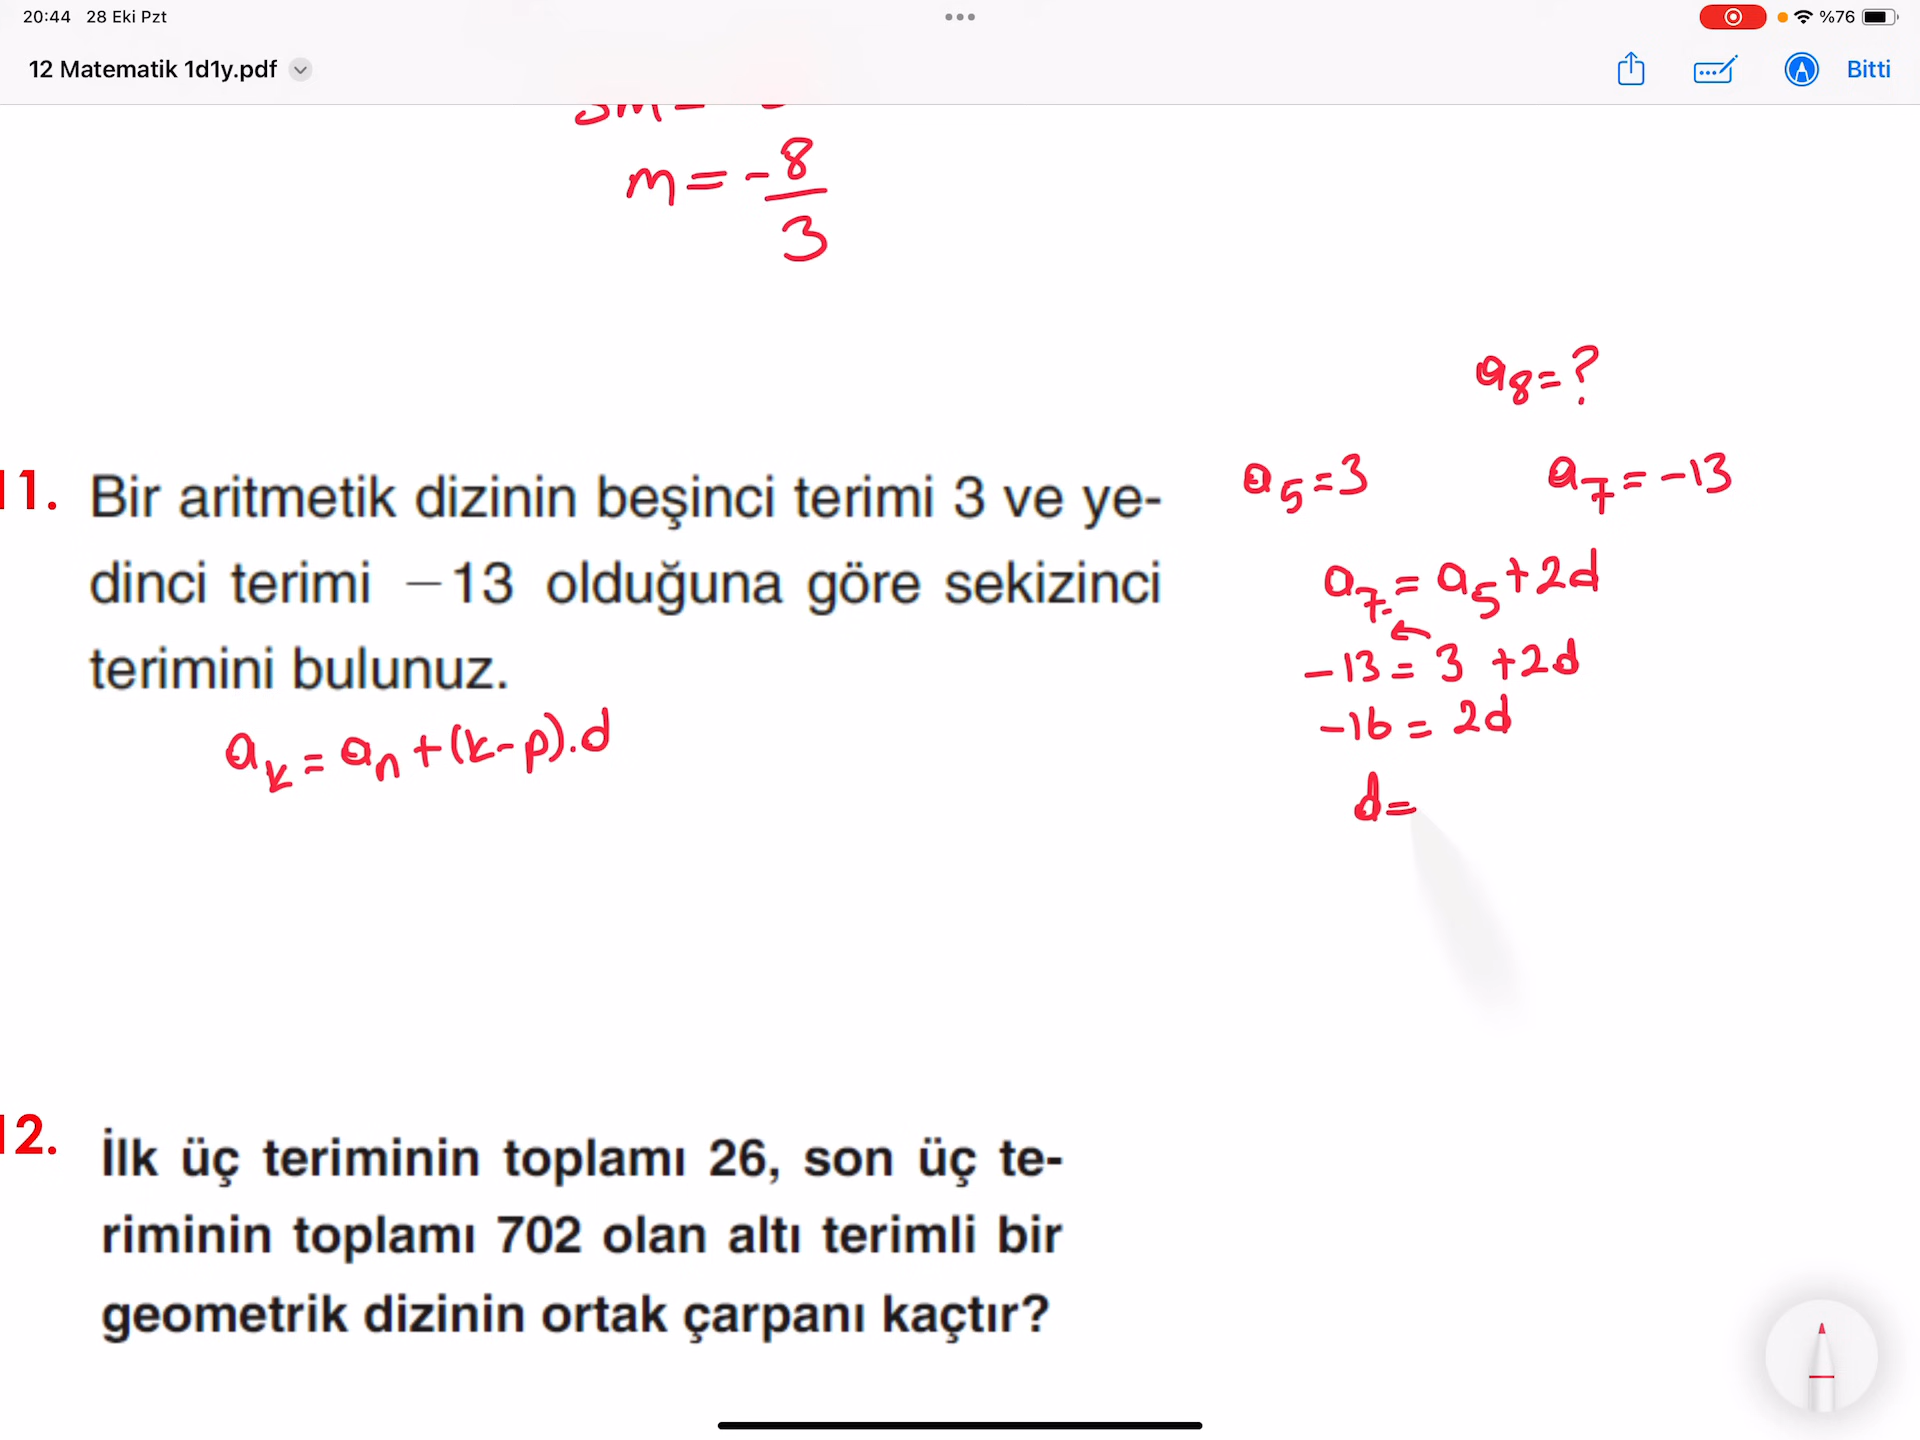 20:44 28 Eki Pzt
%76
12 Matematik 1d1y.pdf
Bitti
m = -8/3
a8 = ?
11. Bir aritmetik dizinin beşinci terimi 3 ve ye-
dinci terimi −13 olduğuna göre sekizinci
terimini bulunuz.
ak = an + (k-p).d
a5 = 3
a7 = -13
a7 = a5 + 2d
-13 = 3 + 2d
-16 = 2d
d =
12. İlk üç teriminin toplamı 26, son üç te-
riminin toplamı 702 olan altı terimli bir
geometrik dizinin ortak çarpanı kaçtır?